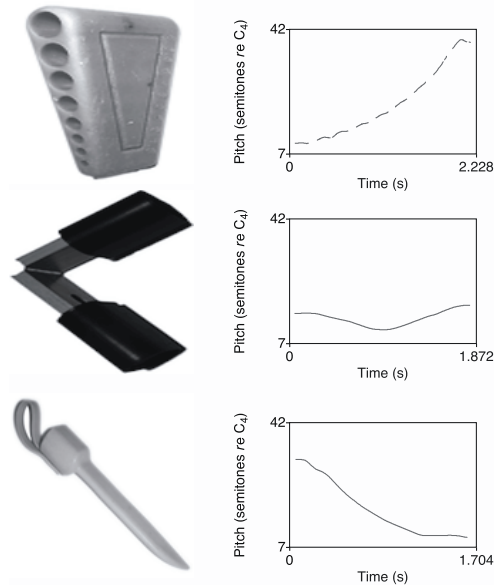 42
Pitch (semitones re C4)
7
0
2.228
Time (s)
42
Pitch (semitones re C4)
7
0
1.872
Time (s)
42
Pitch (semitones re C4)
7
0
1.704
Time (s)